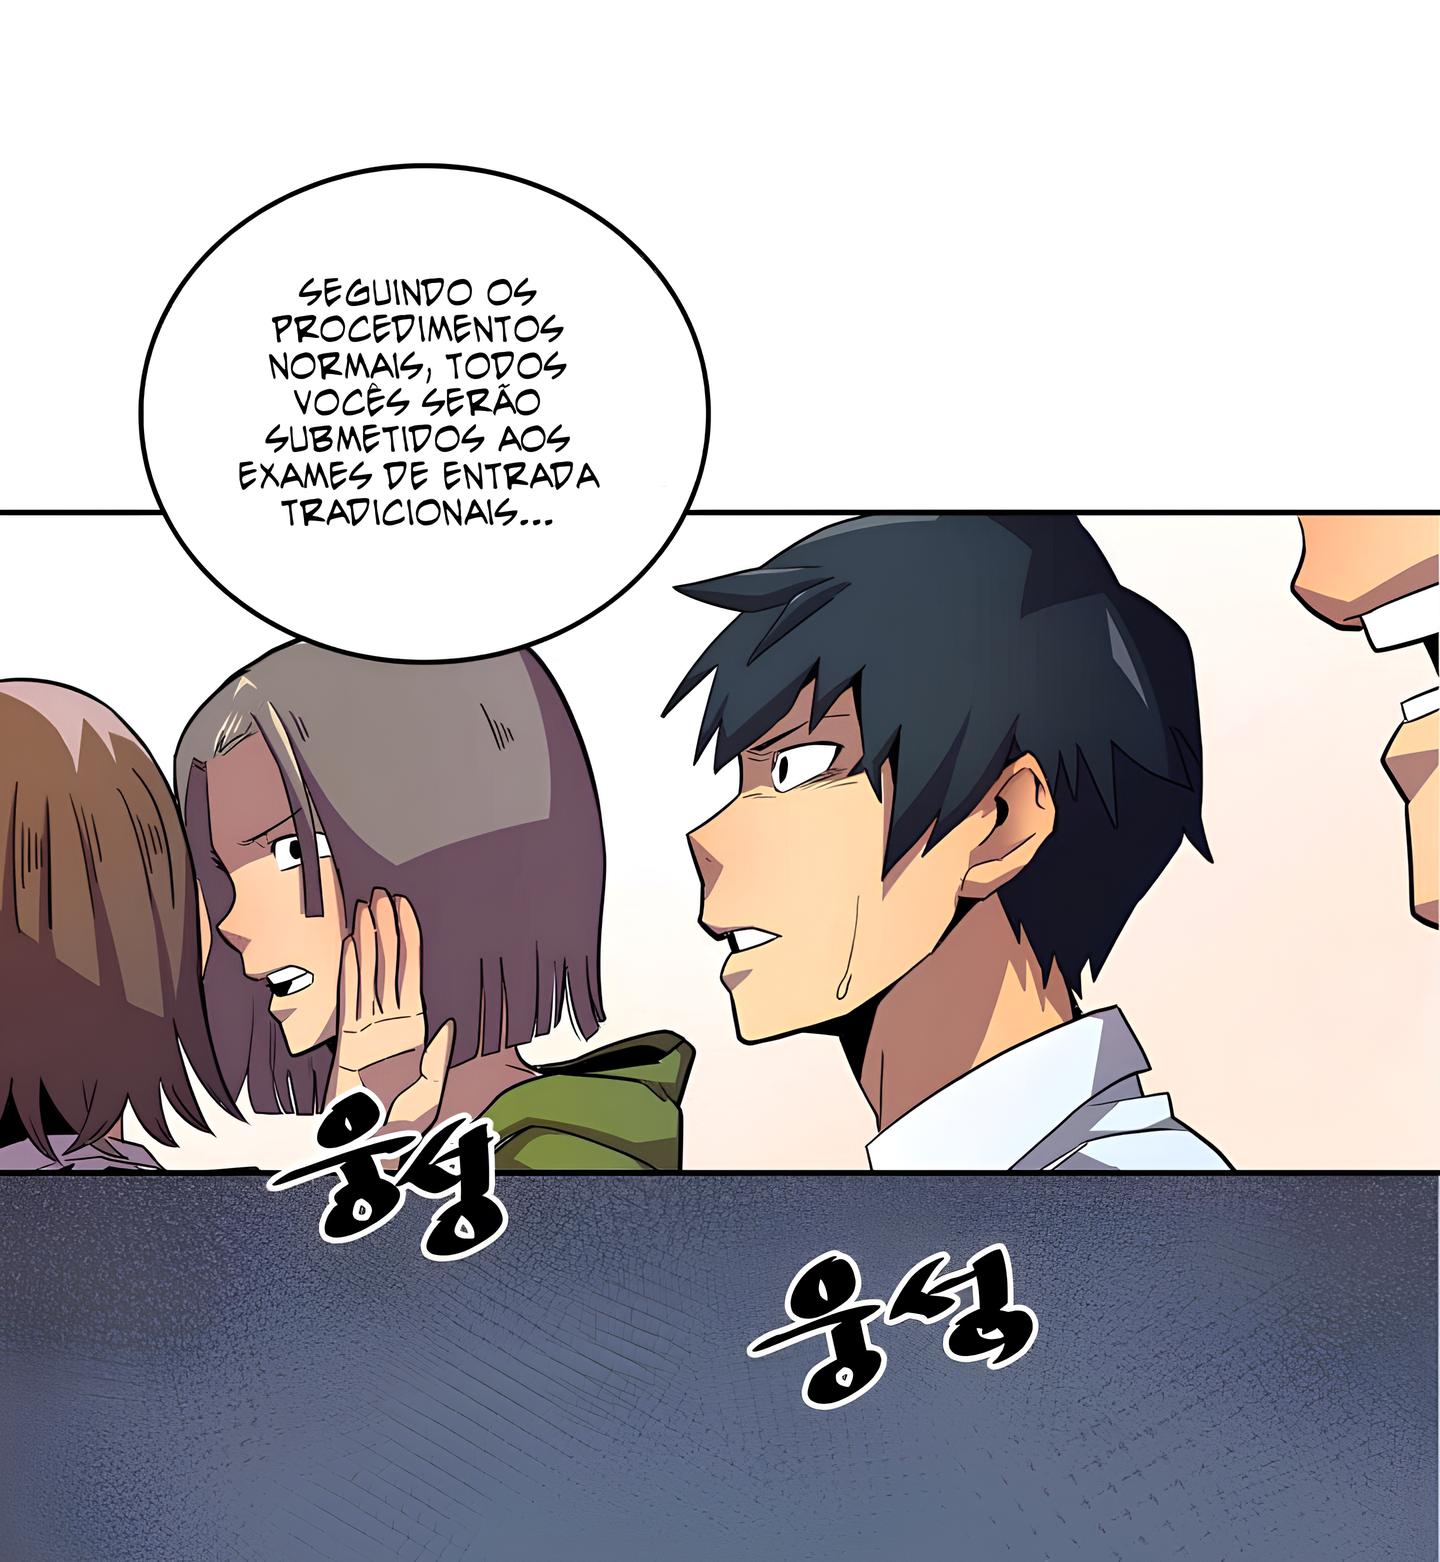 SEGUINDO OS
PROCEDIMENTOS
NORMAIS, TODOS
VOCÊS SERÃO
SUBMETIDOS AOS
EXAMES DE ENTRADA
TRADICIONAIS...
웅성
웅성